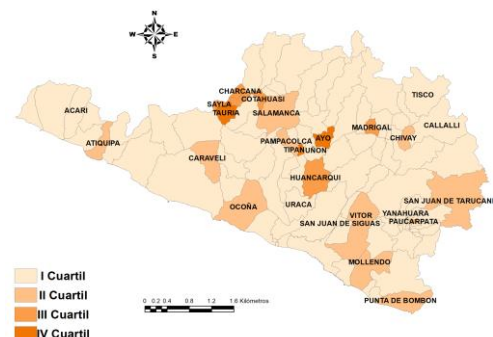 N
W E
S
CHARCANA
COTAHUASI
SAYLA
TAURIA
SALAMANCA
TISCO
ACARI
CALLALLI
MADRIGAL
AYO
CHIVAY
ATIQUIPA
PAMPACOLCA
TIPAN
UÑON
CARAVELI
HUANCARQUI
SAN JUAN DE TARUCANI
OCOÑA
URACA
VITOR
YANAHUARA
SAN JUAN DE SIGUAS
PAUCARPATA
MOLLENDO
PUNTA DE BOMBON
I Cuartil
II Cuartil
III Cuartil
IV Cuartil
0 0.2 0.4 0.8 1.2 1.6 Kilómetros